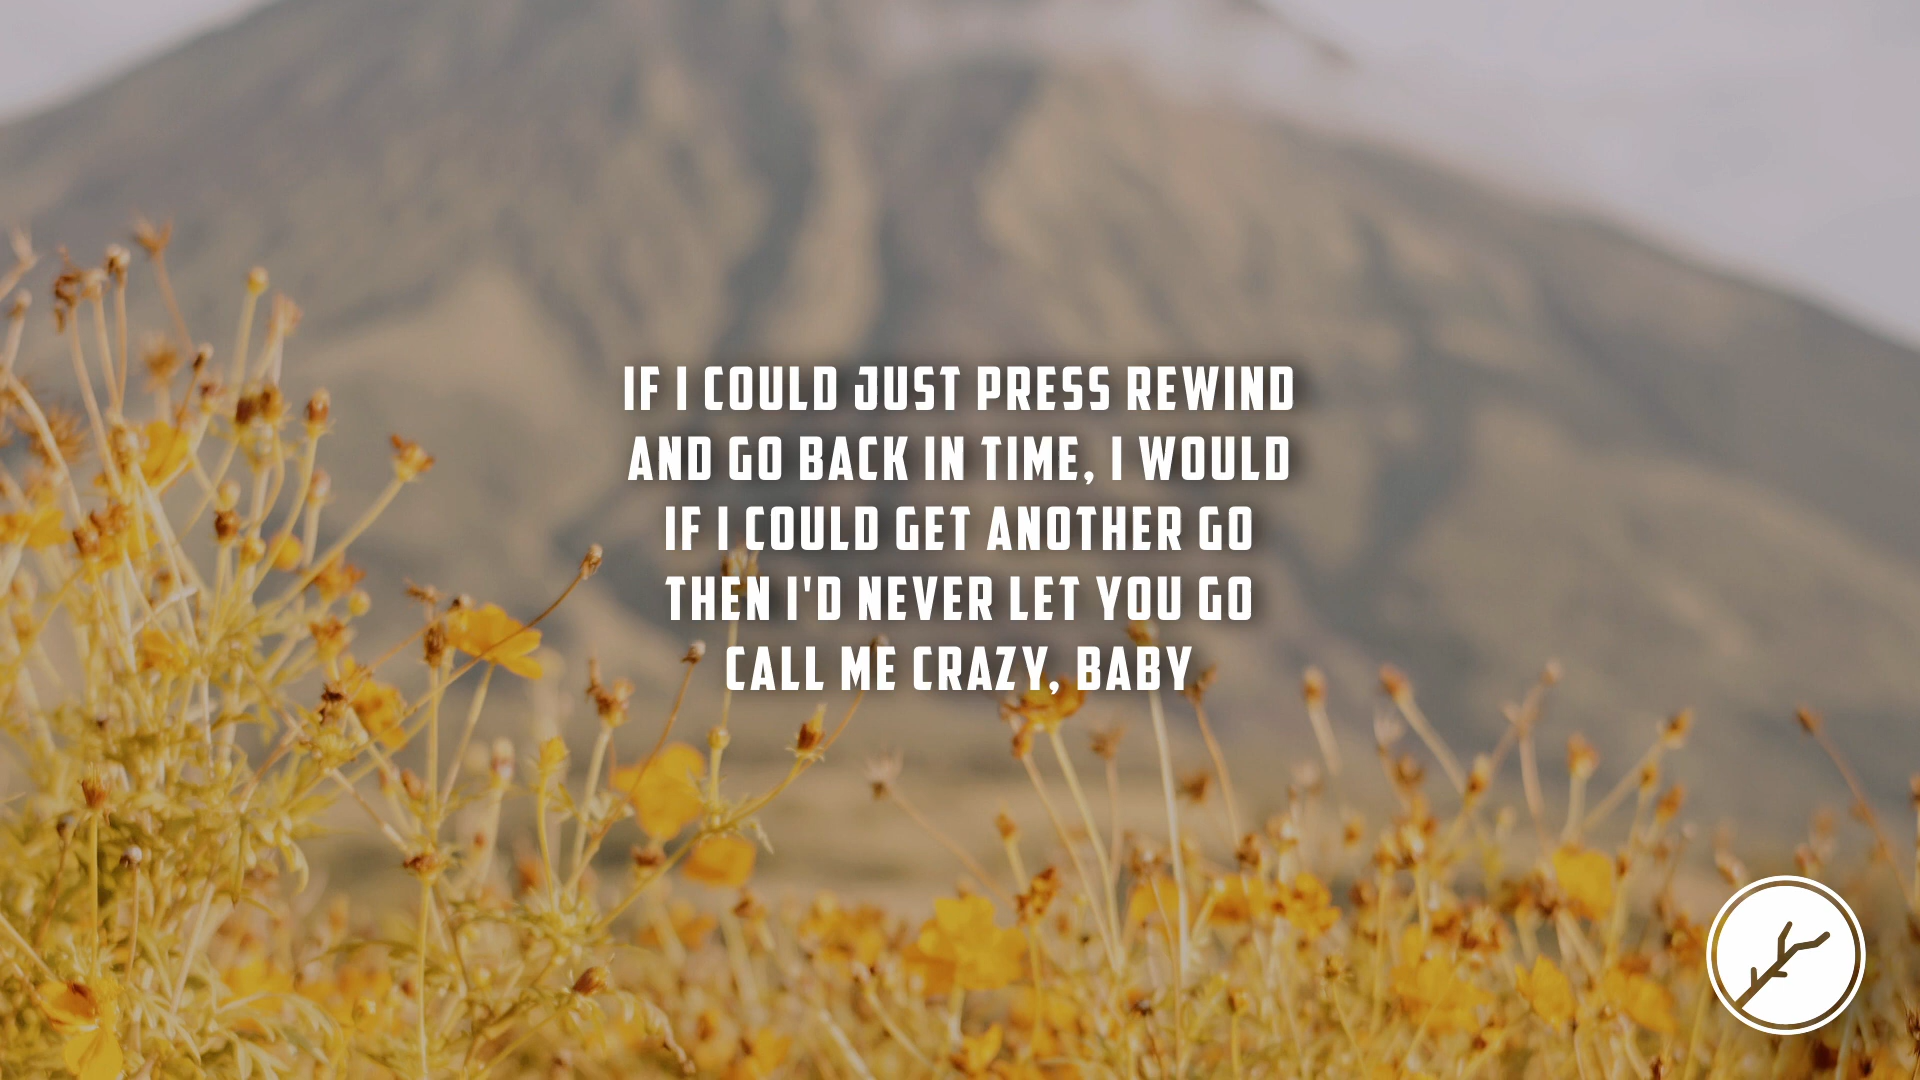 IF I COULD JUST PRESS REWIND
AND GO BACK IN TIME, I WOULD
IF I COULD GET ANOTHER GO
THEN I'D NEVER LET YOU GO
CALL ME CRAZY, BABY